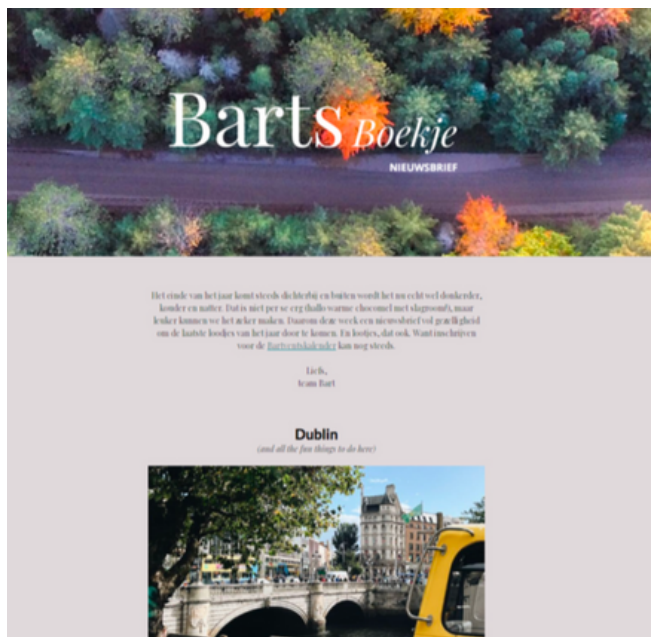 Barts Boekje
NIEUWSBRIEF
Het einde van het jaar komt steeds dichterbij en buiten wordt het nu echt wel donkerder,
kouder en natter. Dat is niet per se erg (hallo warme chocomel met slagroom!), maar
leuker kunnen we het zeker maken. Daarom deze week een nieuwsbrief vol gezelligheid
om de laatste loodjes van het jaar door te komen. En lootjes, dat ook. Want inschrijven
voor de Bartventskalender kan nog steeds.
Liefs,
team Bart
Dublin
(and all the fun things to do here)